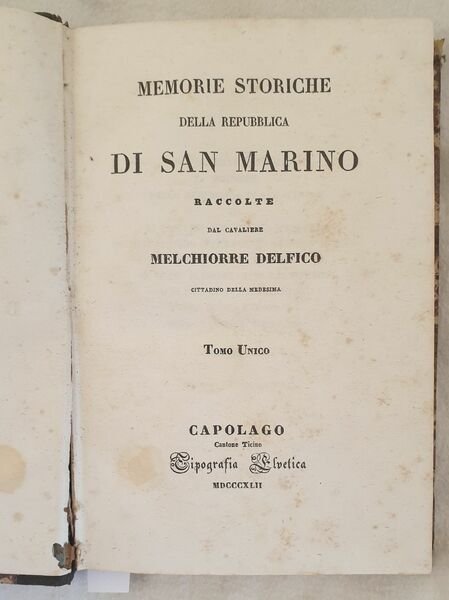 MEMORIE STORICHE
DELLA REPUBBLICA
DI SAN MARINO
RACCOLTE
DAL CAVALIERE
MELCHIORRE DELFICO
CITTADINO DELLA MEDESIMA
TOMO UNICO
CAPOLAGO
Cantone Ticino
Tipografia Elvetica
MDCCCXLII